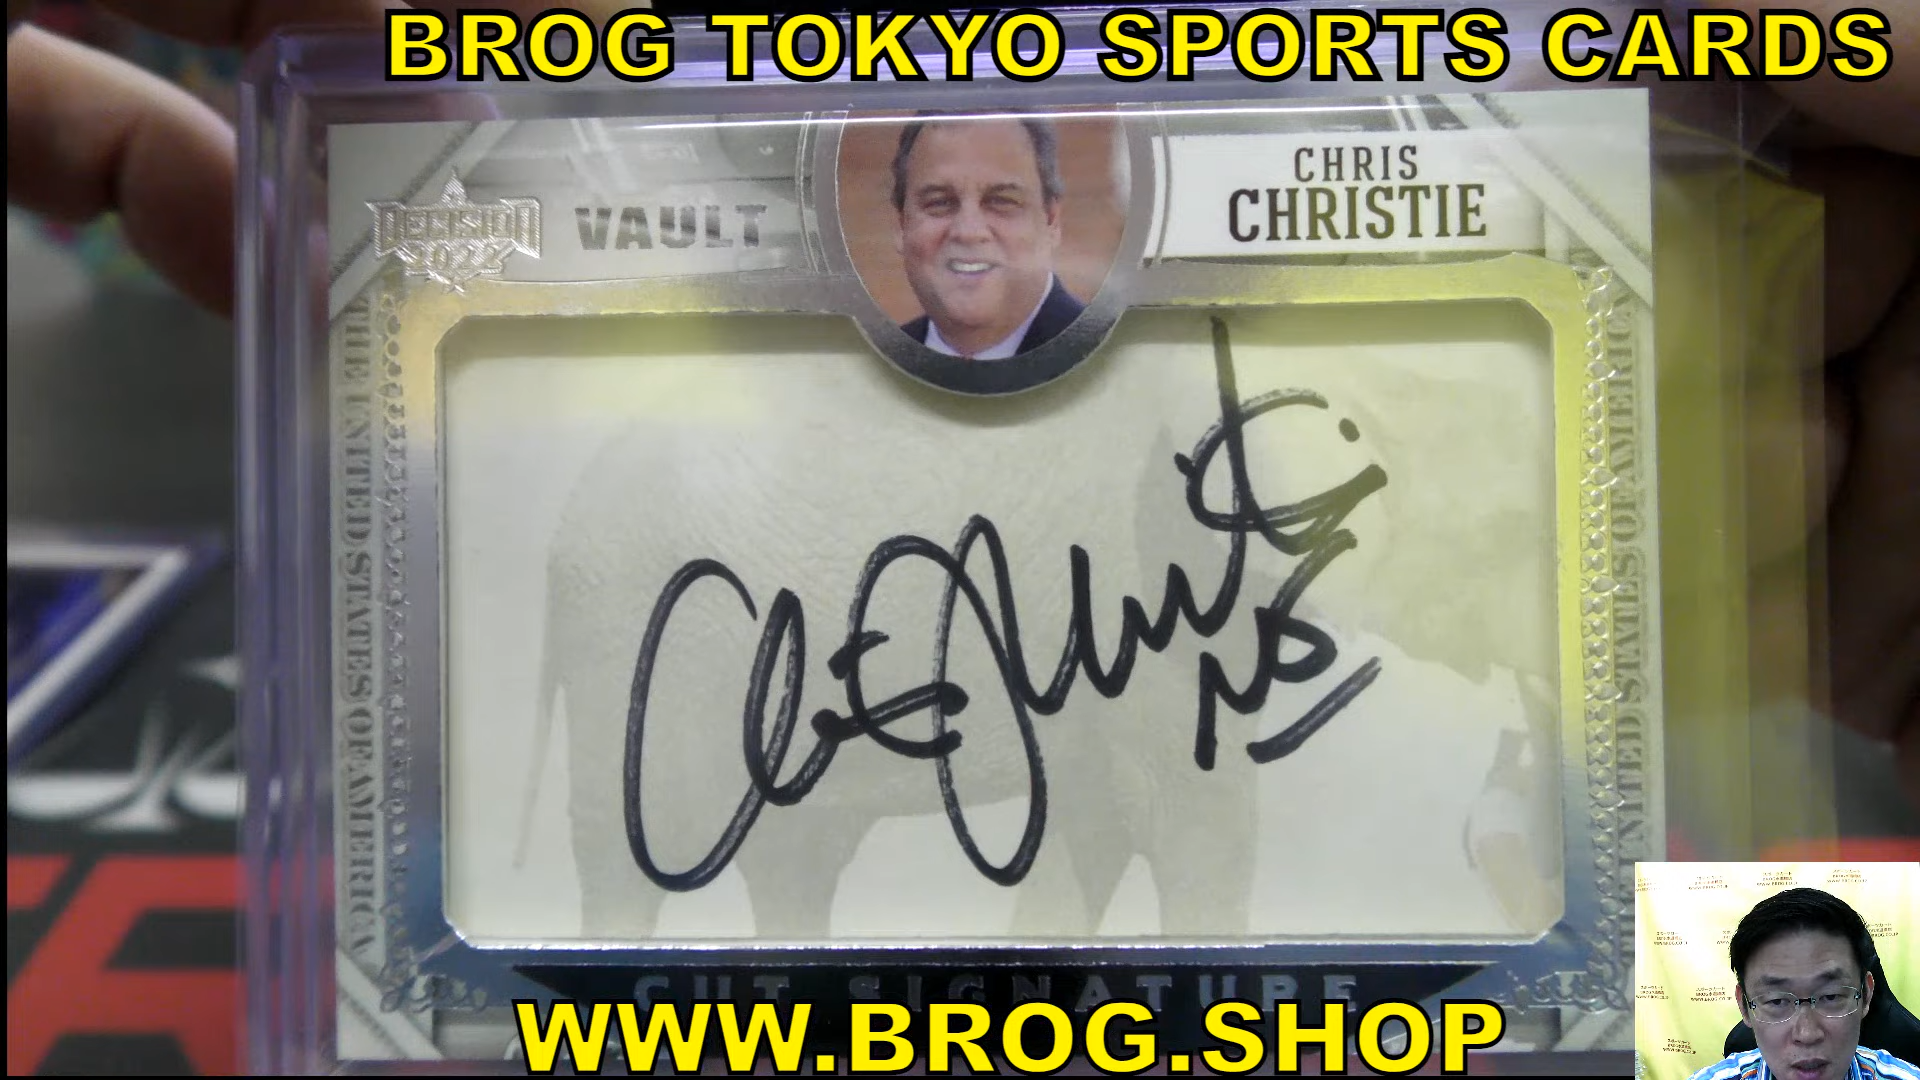 BROG TOKYO SPORTS CARDS
CHRIS
CHRISTIE
DECISION
2022
VAULT
THE UNITED STATES OF AMERICA
UNITED STATES OF AMERICA
CUT SIGNATURE
WWW.BROG.SHOP